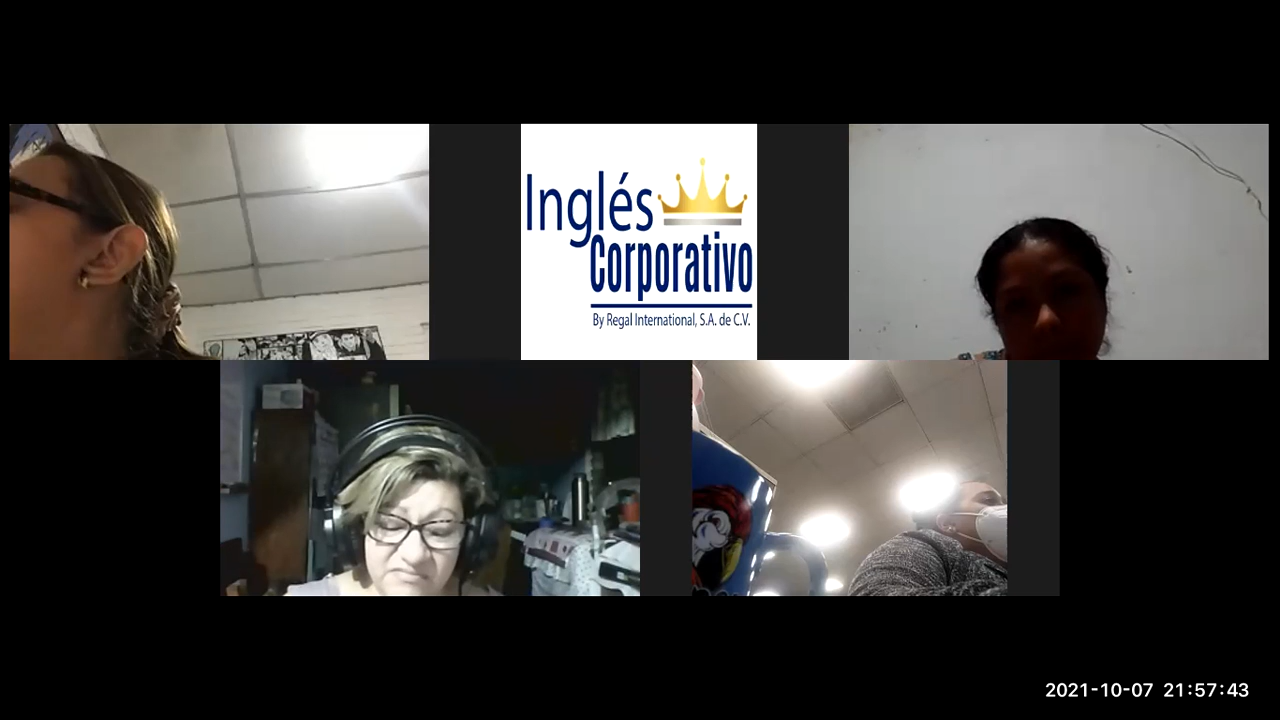 Inglés
Corporativo
By Regal International, S.A. de C.V.
2021-10-07 21:57:43